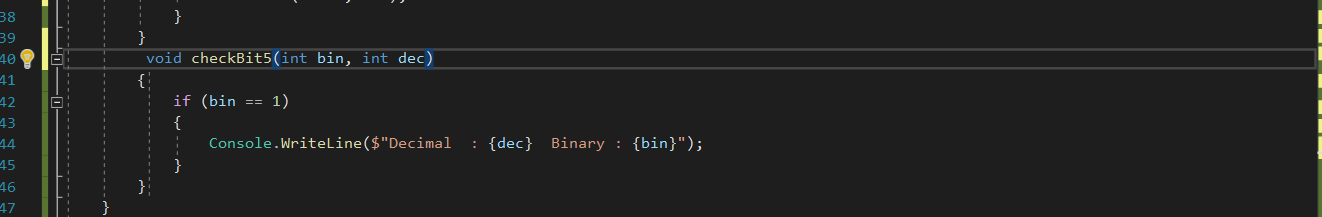 38 }
39 }
40 void checkBit5(int bin, int dec)
41 {
42 if (bin == 1)
43 {
44 Console.WriteLine($"Decimal  : {dec}  Binary : {bin}");
45 }
46 }
47 }